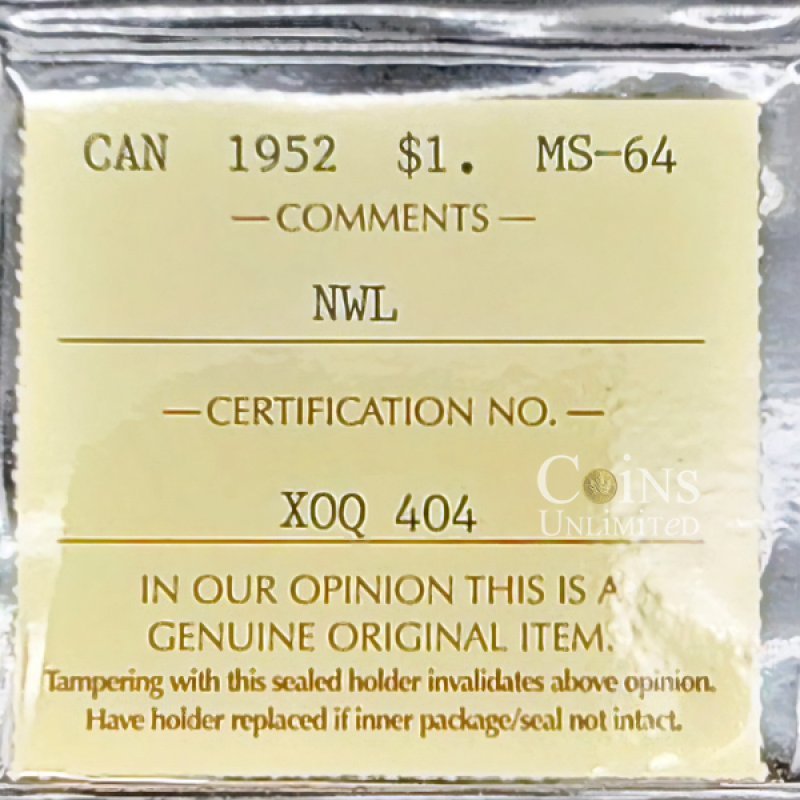 CAN 1952 $1. MS-64
— COMMENTS —
NWL
— CERTIFICATION NO. —
XOQ 404
COiNS
UNLiMiTED
IN OUR OPINION THIS IS A
GENUINE ORIGINAL ITEM.
Tampering with this sealed holder invalidates above opinion.
Have holder replaced if inner package/seal not intact.